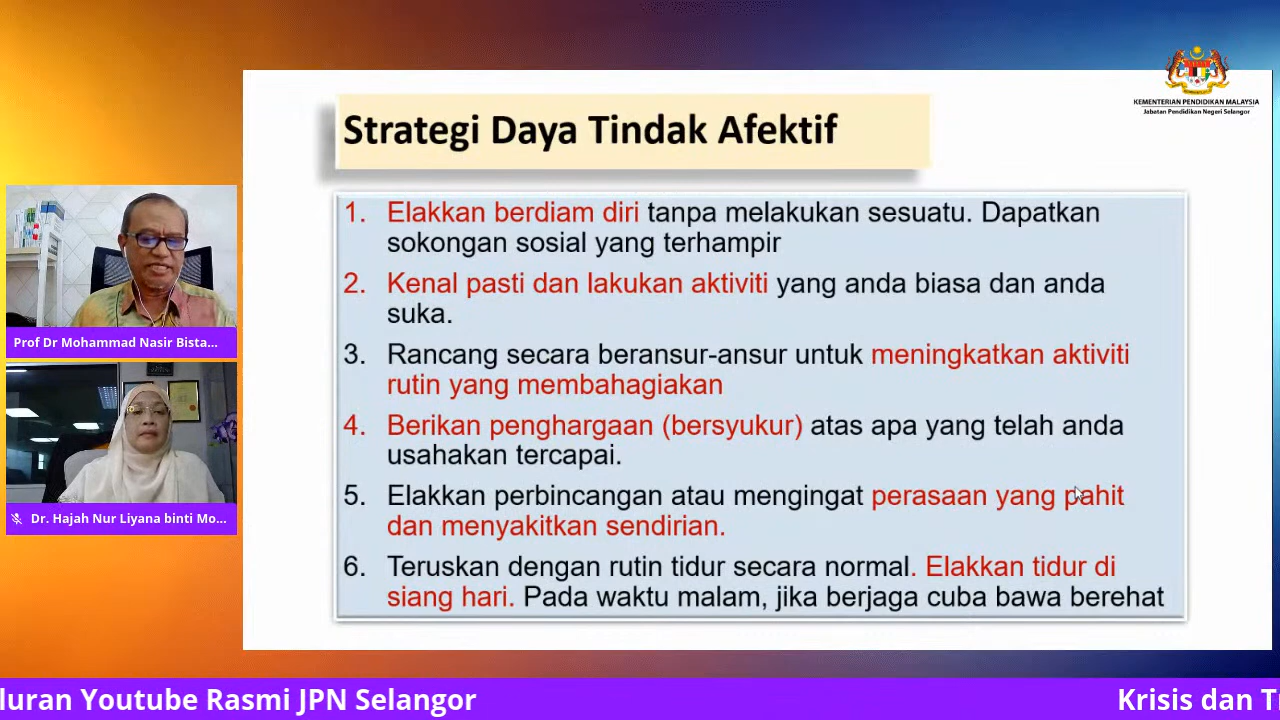 KEMENTERIAN PENDIDIKAN MALAYSIA
Jabatan Pendidikan Negeri Selangor
Strategi Daya Tindak Afektif
1. Elakkan berdiam diri tanpa melakukan sesuatu. Dapatkan
sokongan sosial yang terhampir
2. Kenal pasti dan lakukan aktiviti yang anda biasa dan anda
suka.
3. Rancang secara beransur-ansur untuk meningkatkan aktiviti
rutin yang membahagiakan
4. Berikan penghargaan (bersyukur) atas apa yang telah anda
usahakan tercapai.
5. Elakkan perbincangan atau mengingat perasaan yang pahit
dan menyakitkan sendirian.
6. Teruskan dengan rutin tidur secara normal. Elakkan tidur di
siang hari. Pada waktu malam, jika berjaga cuba bawa berehat
Prof Dr Mohammad Nasir Bista...
Dr. Hajah Nur Liyana binti Mo...
luran Youtube Rasmi JPN Selangor
Krisis dan Tr